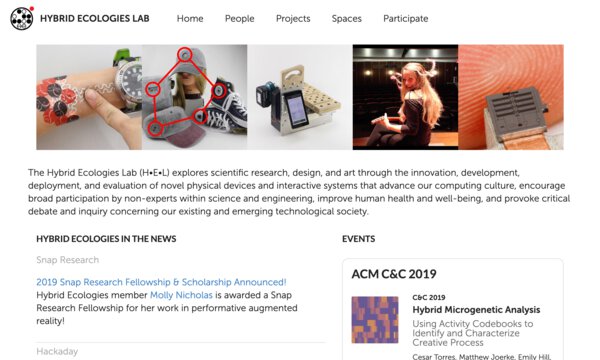 HYBRID ECOLOGIES LAB
Home People Projects Spaces Participate
The Hybrid Ecologies Lab (H•E•L) explores scientific research, design, and art through the innovation, development,
deployment, and evaluation of novel physical devices and interactive systems that advance our computing culture, encourage
broad participation by non-experts within science and engineering, improve human health and well-being, and provoke critical
debate and inquiry concerning our existing and emerging technological society.
HYBRID ECOLOGIES IN THE NEWS
Snap Research
2019 Snap Research Fellowship & Scholarship Announced!
Hybrid Ecologies member Molly Nicholas is awarded a Snap
Research Fellowship for her work in performative augmented
reality!
Hackaday
EVENTS
ACM C&C 2019
C&C 2019
Hybrid Microgenetic Analysis
Using Activity Codebooks to
Identify and Characterize
Creative Process
Cesar Torres, Matthew Joerke, Emily Hill,